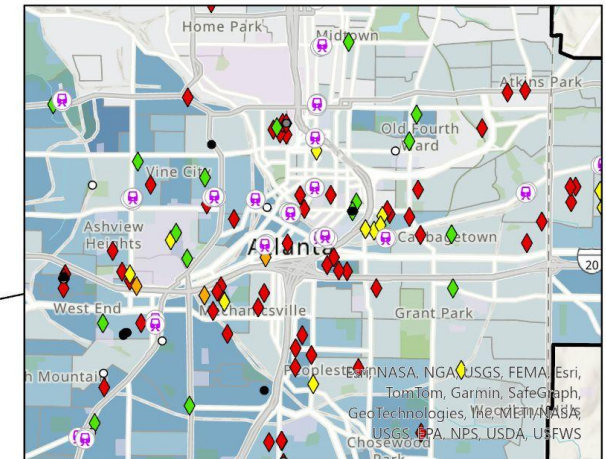 Home Park
Midtown
Atkins Park
Old Fourth
Ward
Vine City
Ashview
Heights
Atlanta
Cabbagetown
20
West End
Mechanicsville
Grant Park
h Mountain
Peoplesto
Esri, NASA, NGA, USGS, FEMA, Esri,
TomTom, Garmin, SafeGraph,
GeoTechnologies, Inc, METI/NASA,
USGS, EPA, NPS, USDA, USFWS
Chosewood
Park